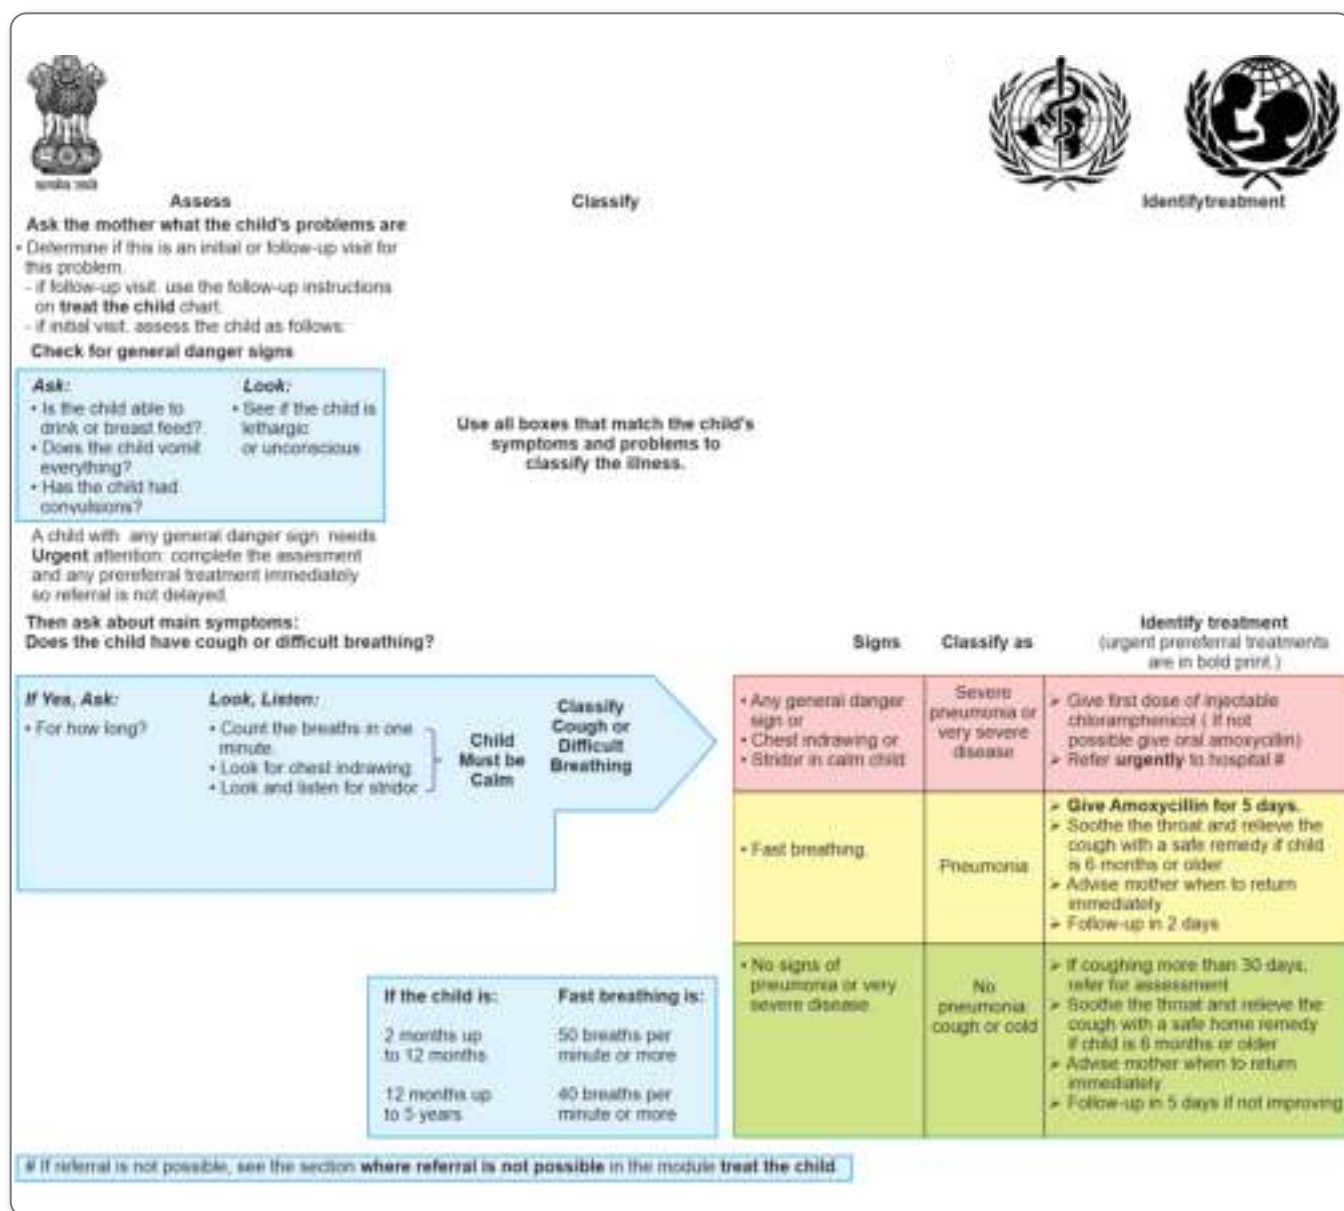 सत्यमेव जयते
Assess
Classify
Identifytreatment
Ask the mother what the child's problems are
• Determine if this is an initial or follow-up visit for
this problem.
- if follow-up visit, use the follow-up instructions
on treat the child chart.
- if initial visit, assess the child as follows:
Check for general danger signs
Ask:
• Is the child able to
drink or breast feed?
• Does the child vomit
everything?
• Has the child had
convulsions?
Look:
• See if the child is
lethargic
or unconscious
Use all boxes that match the child's
symptoms and problems to
classify the illness.
A child with any general danger sign needs
Urgent attention: complete the assesment
and any prereferral treatment immediately
so referral is not delayed.
Then ask about main symptoms:
Does the child have cough or difficult breathing?
If Yes, Ask:
• For how long?
Look, Listen:
• Count the breaths in one
minute.
• Look for chest indrawing
• Look and listen for stridor
Child
Must be
Calm
Classify
Cough or
Difficult
Breathing
Signs
Classify as
Identify treatment
(urgent prereferral treatments
are in bold print.)
• Any general danger
sign or
• Chest indrawing or
• Stridor in calm child
Severe
pneumonia or
very severe
disease
➢ Give first dose of injectable
chloramphenicol ( If not
possible give oral amoxycillin)
➢ Refer urgently to hospital #
• Fast breathing.
Pneumonia
➢ Give Amoxycillin for 5 days.
➢ Soothe the throat and relieve the
cough with a safe remedy if child
is 6 months or older
➢ Advise mother when to return
immediately
➢ Follow-up in 2 days
• No signs of
pneumonia or very
severe disease.
No
pneumonia:
cough or cold
➢ If coughing more than 30 days,
refer for assessment
➢ Soothe the throat and relieve the
cough with a safe home remedy
if child is 6 months or older
➢ Advise mother when to return
immediately
➢ Follow-up in 5 days if not improving
If the child is:
Fast breathing is:
2 months up
to 12 months
50 breaths per
minute or more
12 months up
to 5 years
40 breaths per
minute or more
# If referral is not possible, see the section where referral is not possible in the module treat the child